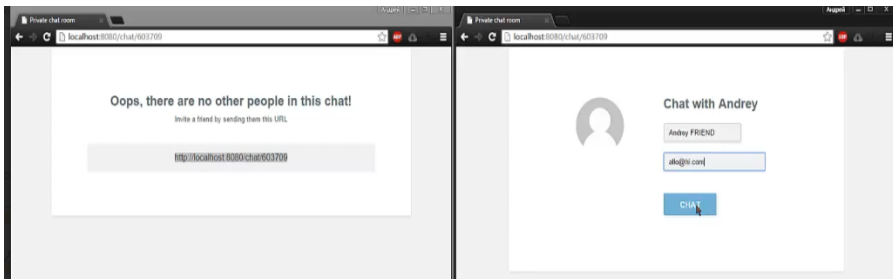 Андрей
Private chat room
localhost:8080/chat/603709
Oops, there are no other people in this chat!
Invite a friend by sending them this URL
http://localhost:8080/chat/603709
Андрей
Private chat room
localhost:8080/chat/603709
Chat with Andrey
Andrey FRIEND
allo@hi.com
CHAT